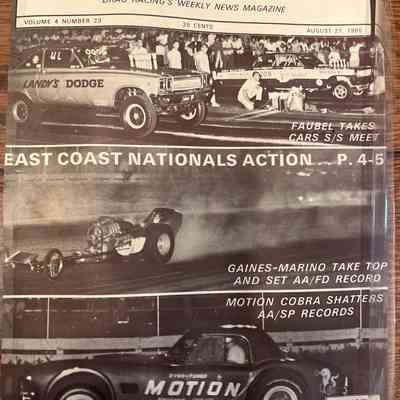 DRAG RACING'S WEEKLY NEWS MAGAZINE
VOLUME 4 NUMBER 23
35 CENTS
AUGUST 27, 1965
LANDY'S DODGE
FAUBEL TAKES
CARS S/S MEET
EAST COAST NATIONALS ACTION... P. 4-5
GAINES-MARINO TAKE TOP
AND SET AA/FD RECORD
MOTION COBRA SHATTERS
AA/SP RECORDS
DYNO-TUNED
MOTION